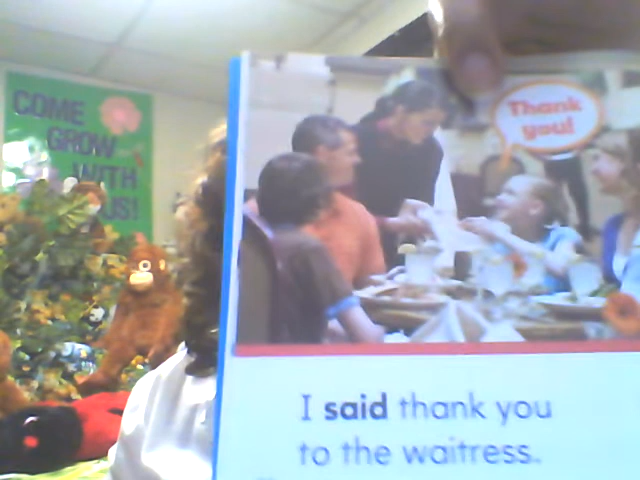 COME
GROW
WITH
US!
Thank
you!
I said thank you
to the waitress.